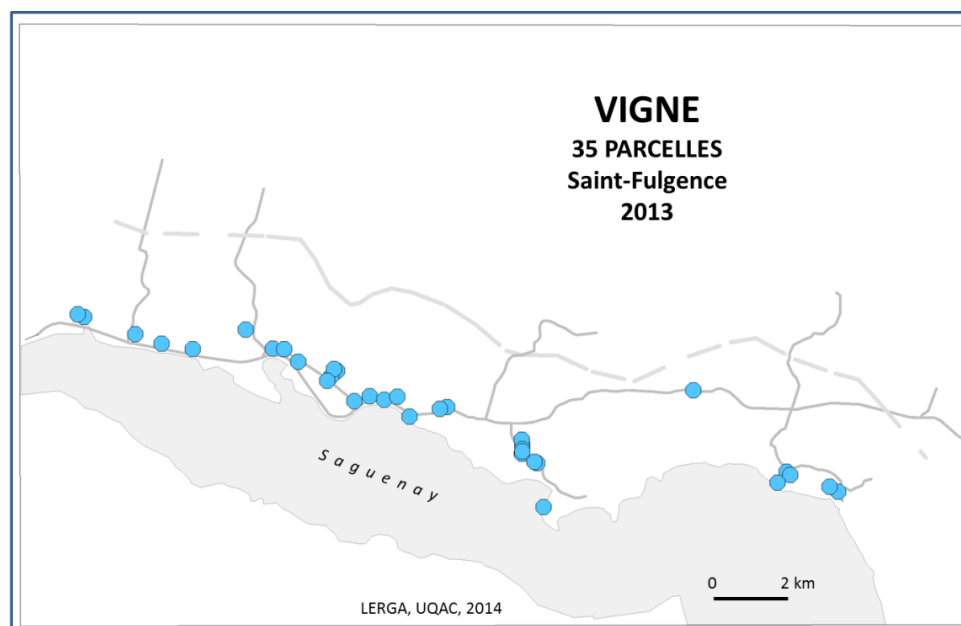 VIGNE
35 PARCELLES
Saint-Fulgence
2013
Saguenay
0 2 km
LERGA, UQAC, 2014